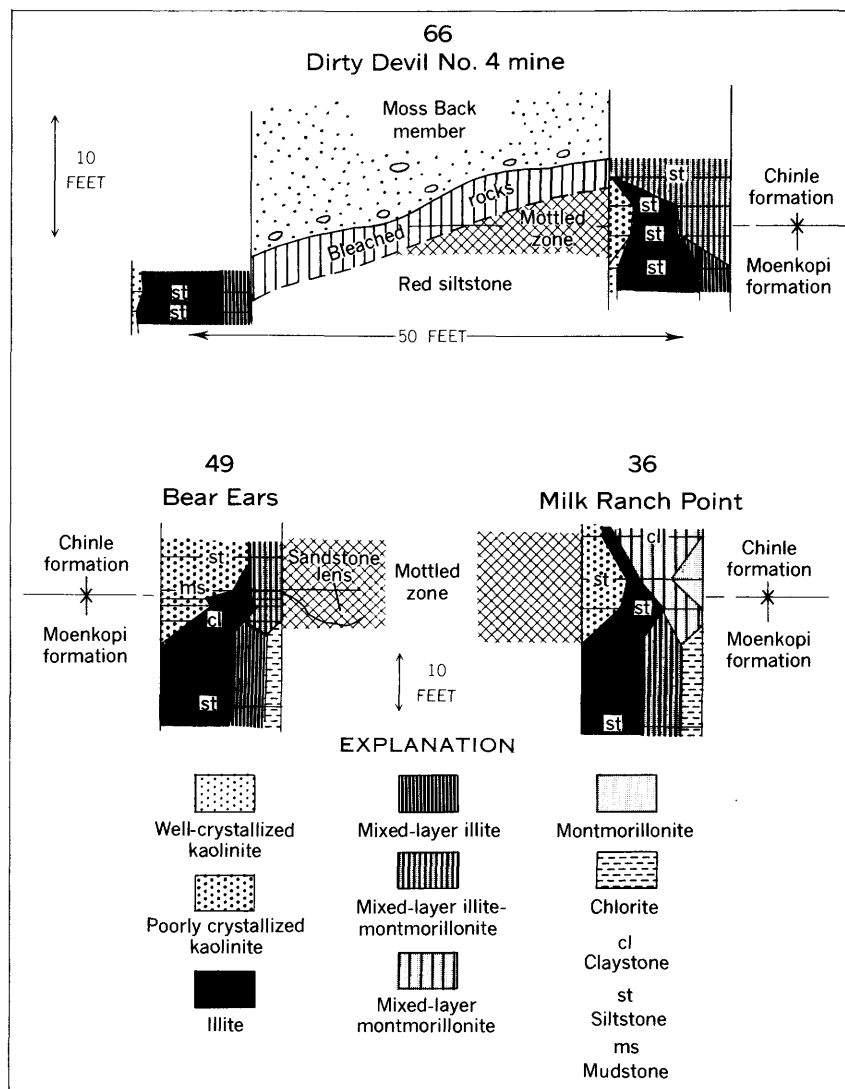 66
Dirty Devil No. 4 mine
Moss Back
member
10
FEET
st
Chinle
formation
rocks
st
Mottled
zone
st
Bleached
Moenkopi
formation
st
Red siltstone
st
st
50 FEET
49
Bear Ears
36
Milk Ranch Point
Chinle
formation
st
Sandstone
lens
Mottled
zone
cl
st
Chinle
formation
ms
cl
Moenkopi
formation
st
Moenkopi
formation
st
10
FEET
st
EXPLANATION
Well-crystallized
kaolinite
Mixed-layer illite
Montmorillonite
Poorly crystallized
kaolinite
Mixed-layer illite-
montmorillonite
Chlorite
Illite
Mixed-layer
montmorillonite
cl
Claystone
st
Siltstone
ms
Mudstone